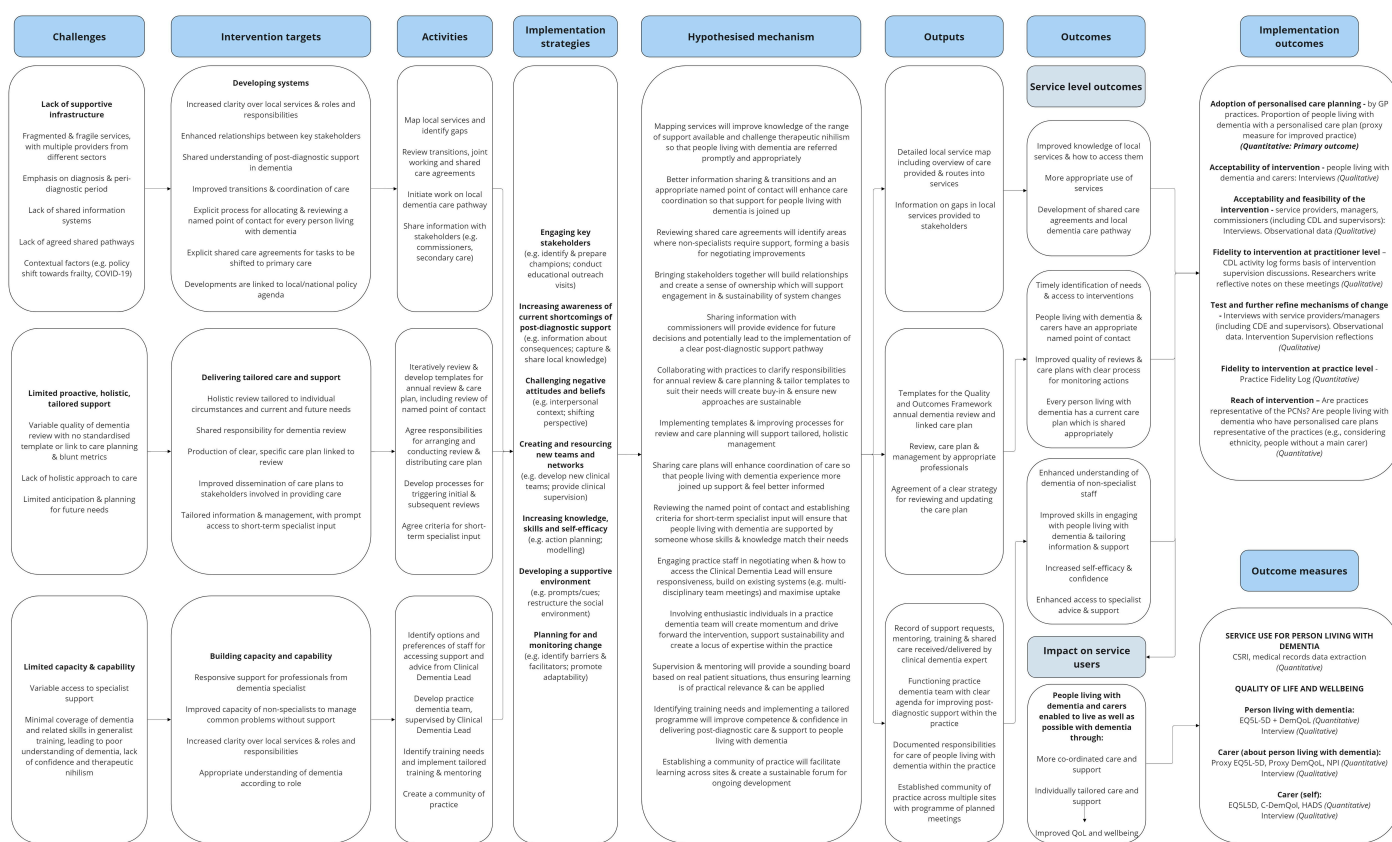 Challenges
Lack of supportive
infrastructure
Fragmented & fragile services,
with multiple providers from
different sectors
Emphasis on diagnosis & peri-
diagnostic period
Lack of shared information
systems
Lack of agreed shared pathways
Contextual factors (e.g. policy
shift towards frailty, COVID-19)
Limited proactive, holistic,
tailored support
Variable quality of dementia
review with no standardised
template or link to care planning
& blunt metrics
Lack of holistic approach to care
Limited anticipation & planning
for future needs
Limited capacity & capability
Variable access to specialist
support
Minimal coverage of dementia
and related skills in generalist
training, leading to poor
understanding of dementia, lack
of confidence and therapeutic
nihilism
Intervention targets
Developing systems
Increased clarity over local services & roles and
responsibilities
Enhanced relationships between key stakeholders
Shared understanding of post-diagnostic support
in dementia
Improved transitions & coordination of care
Explicit process for allocating & reviewing a
named point of contact for every person living
with dementia
Explicit shared care agreements for tasks to be
shifted to primary care
Developments are linked to local/national policy
agenda
Delivering tailored care and support
Holistic review tailored to individual
circumstances and current and future needs
Shared responsibility for dementia review
Production of clear, specific care plan linked to
review
Improved dissemination of care plans to
stakeholders involved in providing care
Tailored information & management, with prompt
access to short-term specialist input
Building capacity and capability
Responsive support for professionals from
dementia specialist
Improved capacity of non-specialists to manage
common problems without support
Increased clarity over local services & roles and
responsibilities
Appropriate understanding of dementia
according to role
Activities
Map local services and
identify gaps
Review transitions, joint
working and shared
care agreements
Initiate work on local
dementia care pathway
Share information with
stakeholders (e.g.
commissioners,
secondary care)
Iteratively review &
develop templates for
annual review & care
plan, including review of
named point of contact
Agree responsibilities
for arranging and
conducting review &
distributing care plan
Develop processes for
triggering initial &
subsequent reviews
Agree criteria for short-
term specialist input
Identify options and
preferences of staff for
accessing support and
advice from Clinical
Dementia Lead
Develop practice
dementia team,
supervised by Clinical
Dementia Lead
Identify training needs
and implement tailored
training & mentoring
Create a community of
practice
Implementation
strategies
Engaging key
stakeholders
(e.g. identify & prepare
champions; conduct
educational outreach
visits)
Increasing awareness of
current shortcomings of
post-diagnostic support
(e.g. information about
consequences; capture &
share local knowledge)
Challenging negative
attitudes and beliefs
(e.g. interpersonal
context; shifting
perspective)
Creating and resourcing
new teams and
networks
(e.g. develop new clinical
teams; provide clinical
supervision)
Increasing knowledge,
skills and self-efficacy
(e.g. action planning;
modelling)
Developing a supportive
environment
(e.g. prompts/cues;
restructure the social
environment)
Planning for and
monitoring change
(e.g. identify barriers &
facilitators; promote
adaptability)
Hypothesised mechanism
Mapping services will improve knowledge of the range
of support available and challenge therapeutic nihilism
so that people living with dementia are referred
promptly and appropriately
Better information sharing & transitions and an
appropriate named point of contact will enhance care
coordination so that support for people living with
dementia is joined up
Reviewing shared care agreements will identify areas
where non-specialists require support, forming a basis
for negotiating improvements
Bringing stakeholders together will build relationships
and create a sense of ownership which will support
engagement in & sustainability of system changes
Sharing information with
commissioners will provide evidence for future
decisions and potentially lead to the implementation of
a clear post-diagnostic support pathway
Collaborating with practices to clarify responsibilities
for annual review & care planning & tailor templates to
suit their needs will create buy-in & ensure new
approaches are sustainable
Implementing templates & improving processes for
review and care planning will support tailored, holistic
management
Sharing care plans will enhance coordination of care so
that people living with dementia experience more
joined up support & feel better informed
Reviewing the named point of contact and establishing
criteria for short-term specialist input will ensure that
people living with dementia are supported by
someone whose skills & knowledge match their needs
Engaging practice staff in negotiating when & how to
access the Clinical Dementia Lead will ensure
responsiveness, build on existing systems (e.g. multi-
disciplinary team meetings) and maximise uptake
Involving enthusiastic individuals in a practice
dementia team will create momentum and drive
forward the intervention, support sustainability and
create a locus of expertise within the practice
Supervision & mentoring will provide a sounding board
based on real patient situations, thus ensuring learning
is of practical relevance & can be applied
Identifying training needs and implementing a tailored
programme will improve competence & confidence in
delivering post-diagnostic care & support to people
living with dementia
Establishing a community of practice will facilitate
learning across sites & create a sustainable forum for
ongoing development
Outputs
Detailed local service map
including overview of care
provided & routes into
services
Information on gaps in local
services provided to
stakeholders
Templates for the Quality
and Outcomes Framework
annual dementia review and
linked care plan
Review, care plan &
management by appropriate
professionals
Agreement of a clear strategy
for reviewing and updating
the care plan
Record of support requests,
mentoring, training & shared
care received/delivered by
clinical dementia expert
Functioning practice
dementia team with clear
agenda for improving post-
diagnostic support within the
practice
Documented responsibilities
for care of people living with
dementia within the practice
Established community of
practice across multiple sites
with programme of planned
meetings
Outcomes
Service level outcomes
Improved knowledge of local
services & how to access them
More appropriate use of
services
Development of shared care
agreements and local
dementia care pathway
Timely identification of needs
& access to interventions
People living with dementia &
carers have an appropriate
named point of contact
Improved quality of reviews &
care plans with clear process
for monitoring actions
Every person living with
dementia has a current care
plan which is shared
appropriately
Enhanced understanding of
dementia of non-specialist
staff
Improved skills in engaging
with people living with
dementia & tailoring
information & support
Increased self-efficacy &
confidence
Enhanced access to specialist
advice & support
Impact on service
users
People living with
dementia and carers
enabled to live as well as
possible with dementia
through:
More co-ordinated care and
support
Individually tailored care and
support
Improved QoL and wellbeing
Implementation
outcomes
Adoption of personalised care planning - by GP
practices. Proportion of people living with
dementia with a personalised care plan (proxy
measure for improved practice)
(Quantitative: Primary outcome)
Acceptability of intervention - people living with
dementia and carers: Interviews (Qualitative)
Acceptability and feasibility of the
intervention - service providers, managers,
commissioners (including CDL and supervisors):
Interviews. Observational data (Qualitative)
Fidelity to intervention at practitioner level –
CDL activity log forms basis of intervention
supervision discussions. Researchers write
reflective notes on these meetings (Qualitative)
Test and further refine mechanisms of change
- Interviews with service providers/managers
(including CDE and supervisors). Observational
data. Intervention Supervision reflections
(Qualitative)
Fidelity to intervention at practice level -
Practice Fidelity Log (Quantitative)
Reach of intervention – Are practices
representative of the PCNs? Are people living with
dementia who have personalised care plans
representative of the practices (e.g., considering
ethnicity, people without a main carer)
(Quantitative)
Outcome measures
SERVICE USE FOR PERSON LIVING WITH
DEMENTIA
CSRI, medical records data extraction
(Quantitative)
QUALITY OF LIFE AND WELLBEING
Person living with dementia:
EQ5L-5D + DemQoL (Quantitative)
Interview (Qualitative)
Carer (about person living with dementia):
Proxy EQ5L-5D, Proxy DemQoL, NPI (Quantitative)
Interview (Qualitative)
Carer (self):
EQ5L5D, C-DemQol, HADS (Quantitative)
Interview (Qualitative)